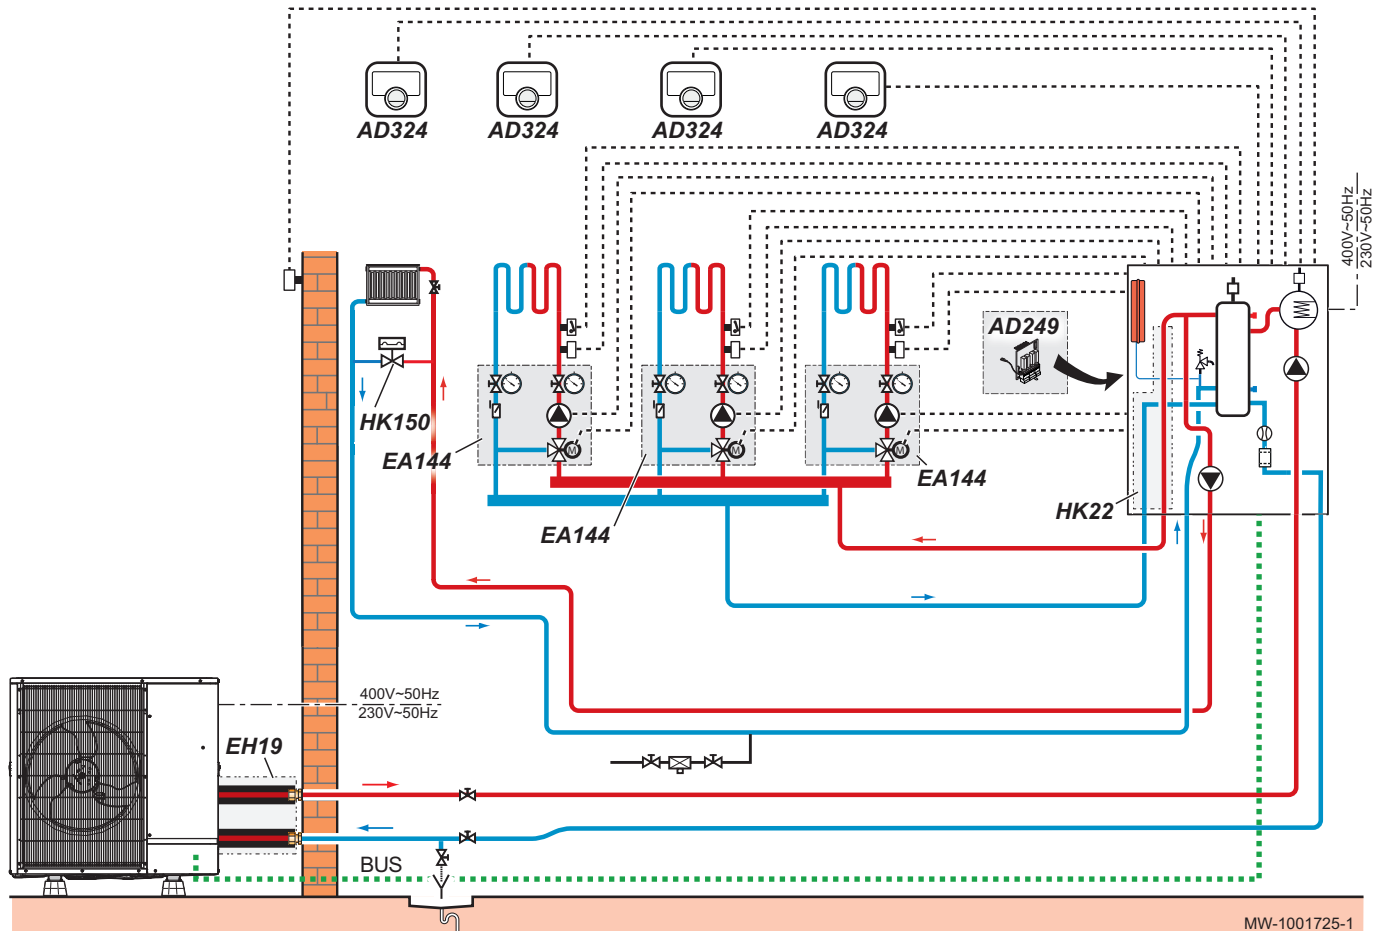 AD324
AD324
AD324
AD324
400V~50Hz
230V~50Hz
AD249
HK150
EA144
EA144
EA144
HK22
400V~50Hz
230V~50Hz
EH19
M
M
M
BUS
MW-1001725-1